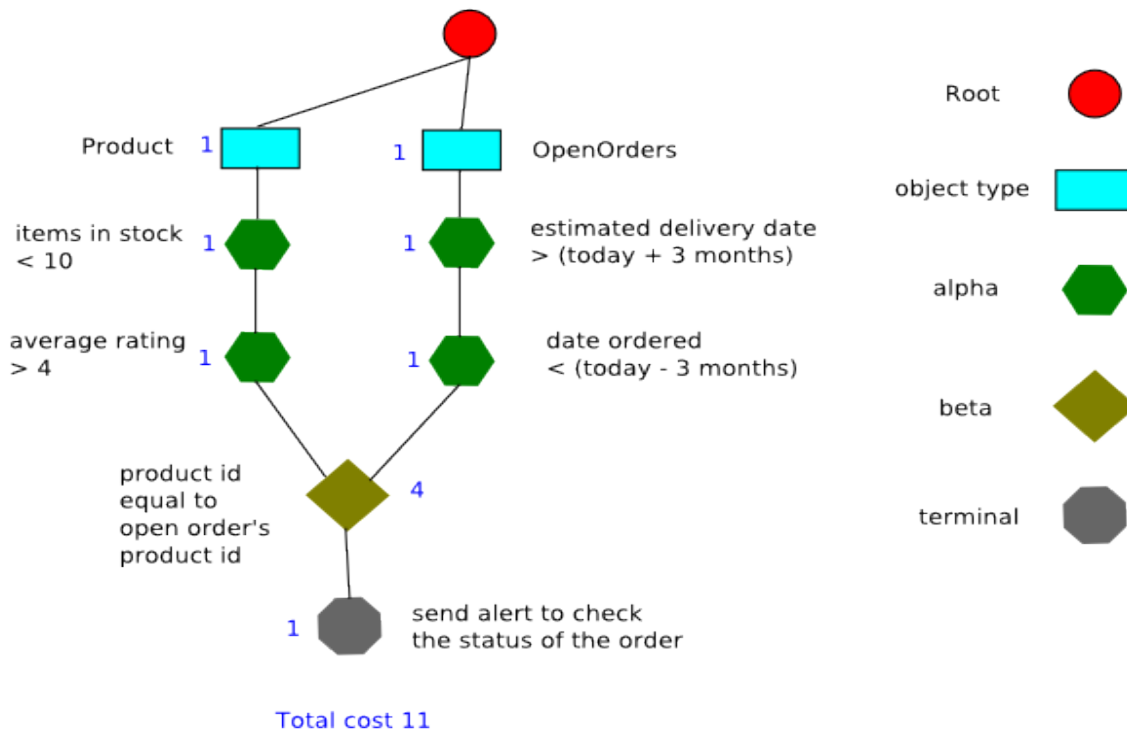 Root
Product
1
1
OpenOrders
object type
items in stock
< 10
1
1
estimated delivery date
> (today + 3 months)
alpha
average rating
> 4
1
1
date ordered
< (today - 3 months)
beta
product id
equal to
open order's
product id
4
terminal
1
send alert to check
the status of the order
Total cost 11